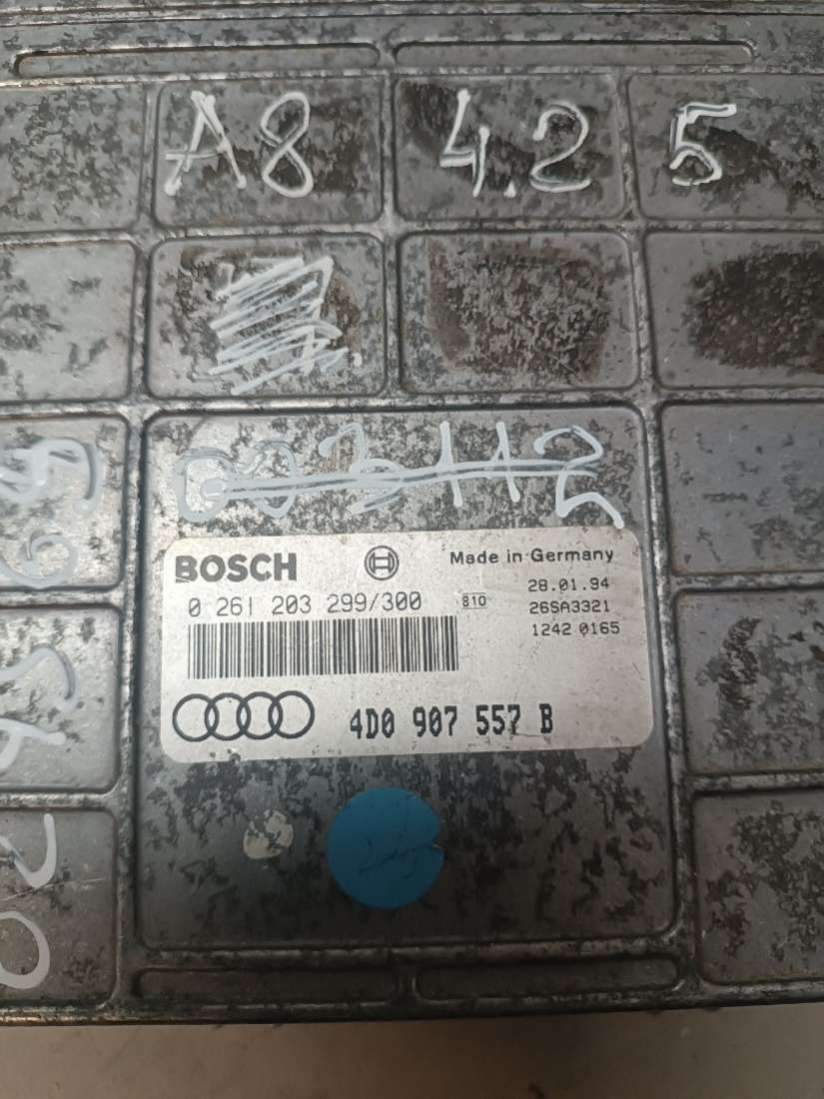 A8 4.2 5
003112
BOSCH Made in Germany
0 261 203 299/300 810 28.01.94
26SA3321
1242 0165
4D0 907 557 B